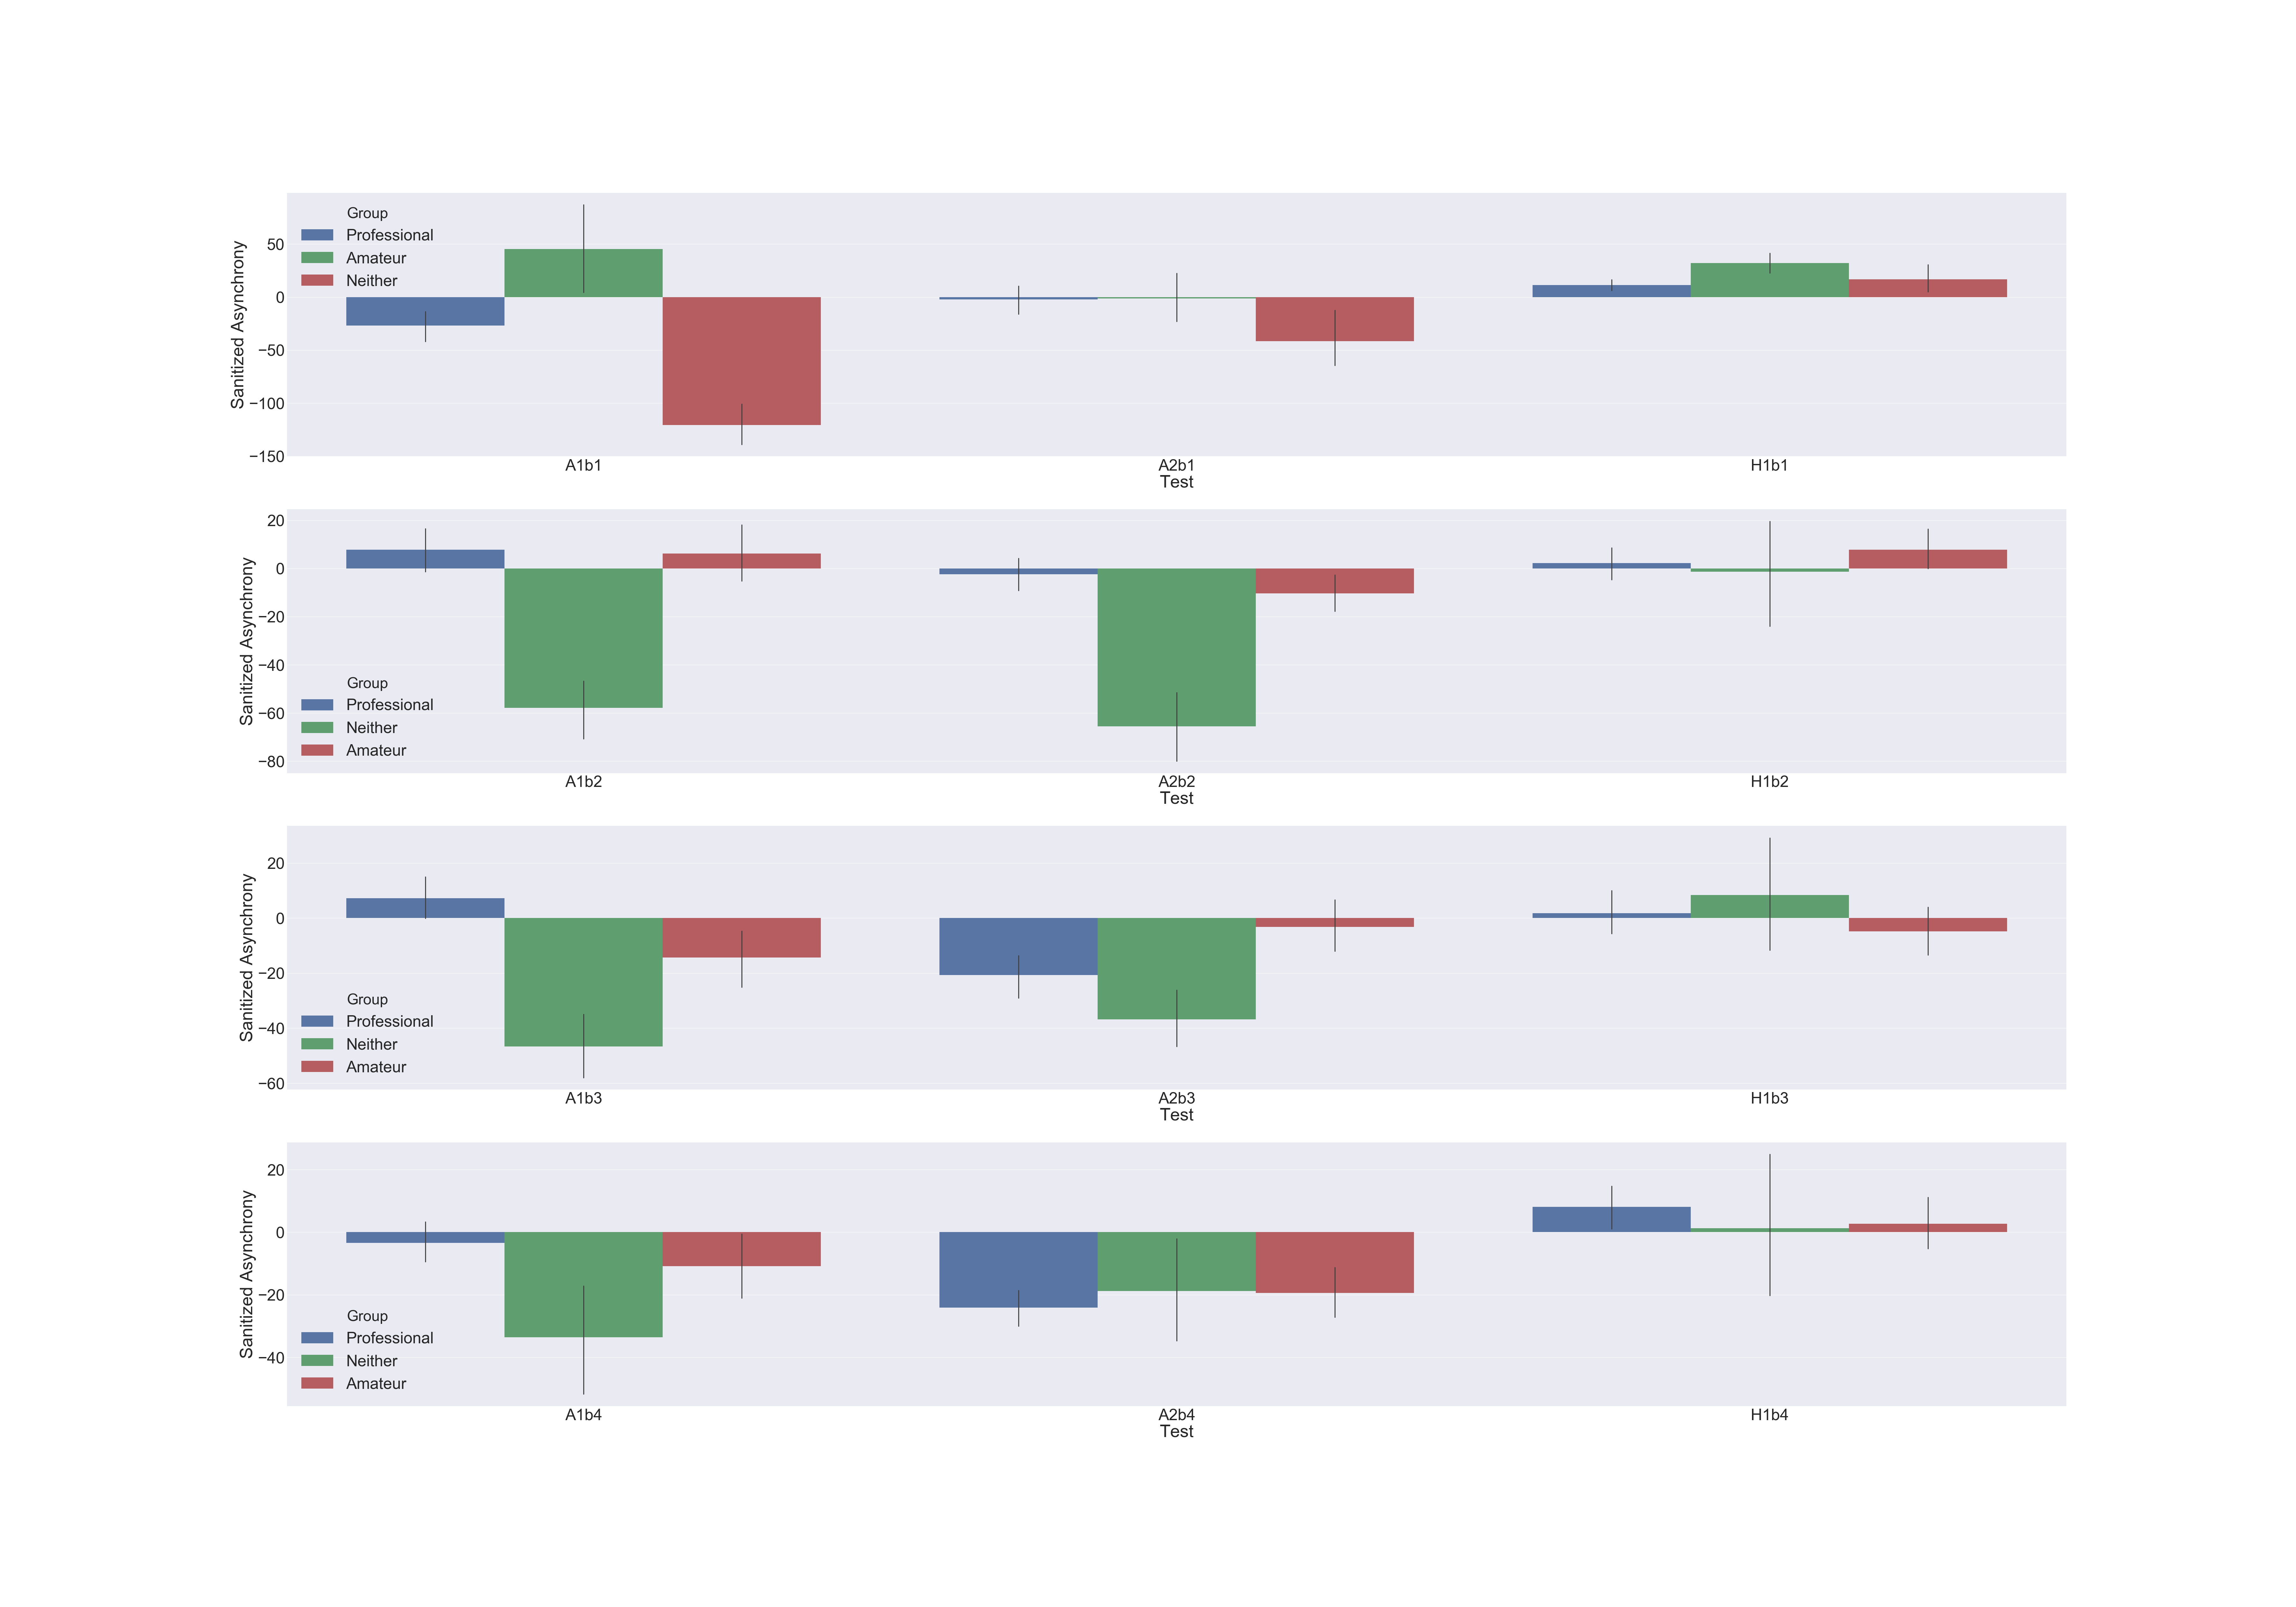 Sanitized Asynchrony
50
0
−50
−100
−150
Group
Professional
Amateur
Neither
A1b1 A2b1 H1b1
Test
Sanitized Asynchrony
20
0
−20
−40
−60
−80
Group
Professional
Neither
Amateur
A1b2 A2b2 H1b2
Test
Sanitized Asynchrony
20
0
−20
−40
−60
Group
Professional
Neither
Amateur
A1b3 A2b3 H1b3
Test
Sanitized Asynchrony
20
0
−20
−40
Group
Professional
Neither
Amateur
A1b4 A2b4 H1b4
Test